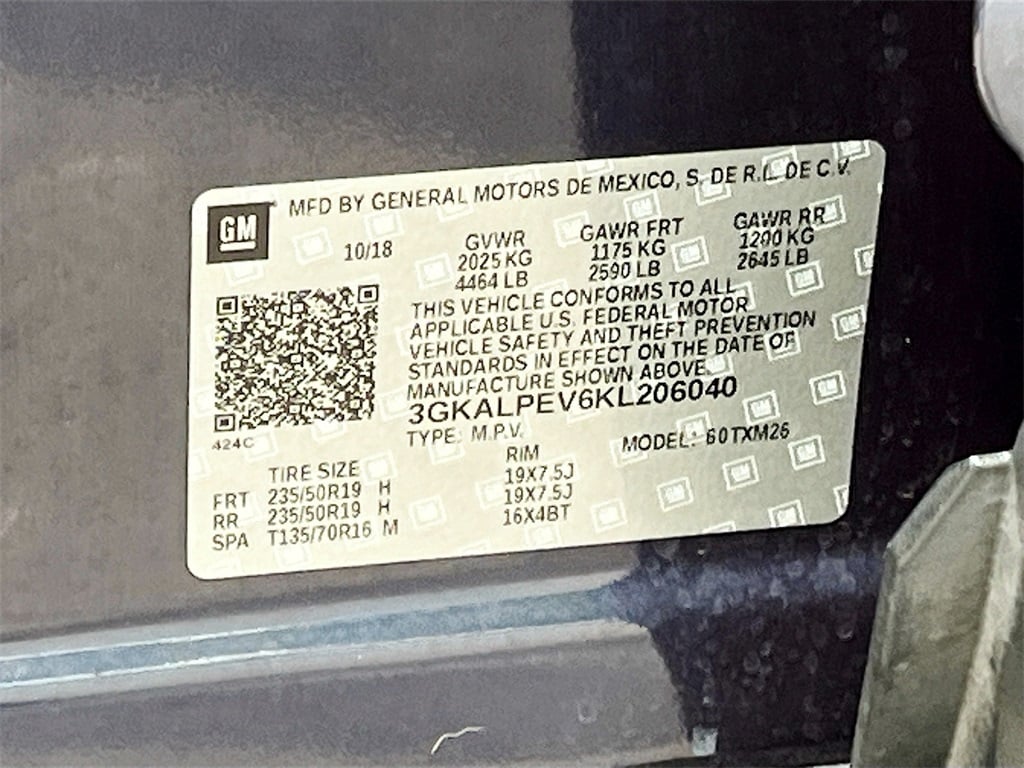 MFD BY GENERAL MOTORS DE MEXICO, S. DE R.L. DE C.V.
GM
10/18
GVWR GAWR FRT GAWR RR
2025 KG 1175 KG 1200 KG
4464 LB 2590 LB 2645 LB
THIS VEHICLE CONFORMS TO ALL
APPLICABLE U.S. FEDERAL MOTOR
VEHICLE SAFETY AND THEFT PREVENTION
STANDARDS IN EFFECT ON THE DATE OF
MANUFACTURE SHOWN ABOVE.
3GKALPEV6KL206040
424C
TYPE: M.P.V. MODEL: 60TXM26
TIRE SIZE RIM
FRT 235/50R19 H 19X7.5J
RR 235/50R19 H 19X7.5J
SPA T135/70R16 M 16X4BT